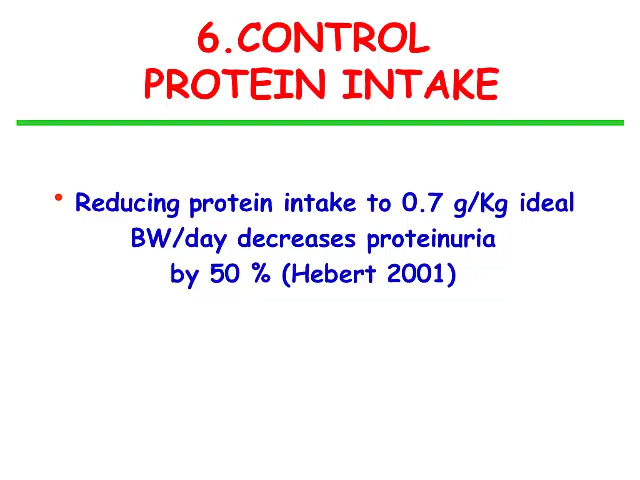 6.CONTROL
PROTEIN INTAKE
• Reducing protein intake to 0.7 g/Kg ideal
BW/day decreases proteinuria
by 50 % (Hebert 2001)